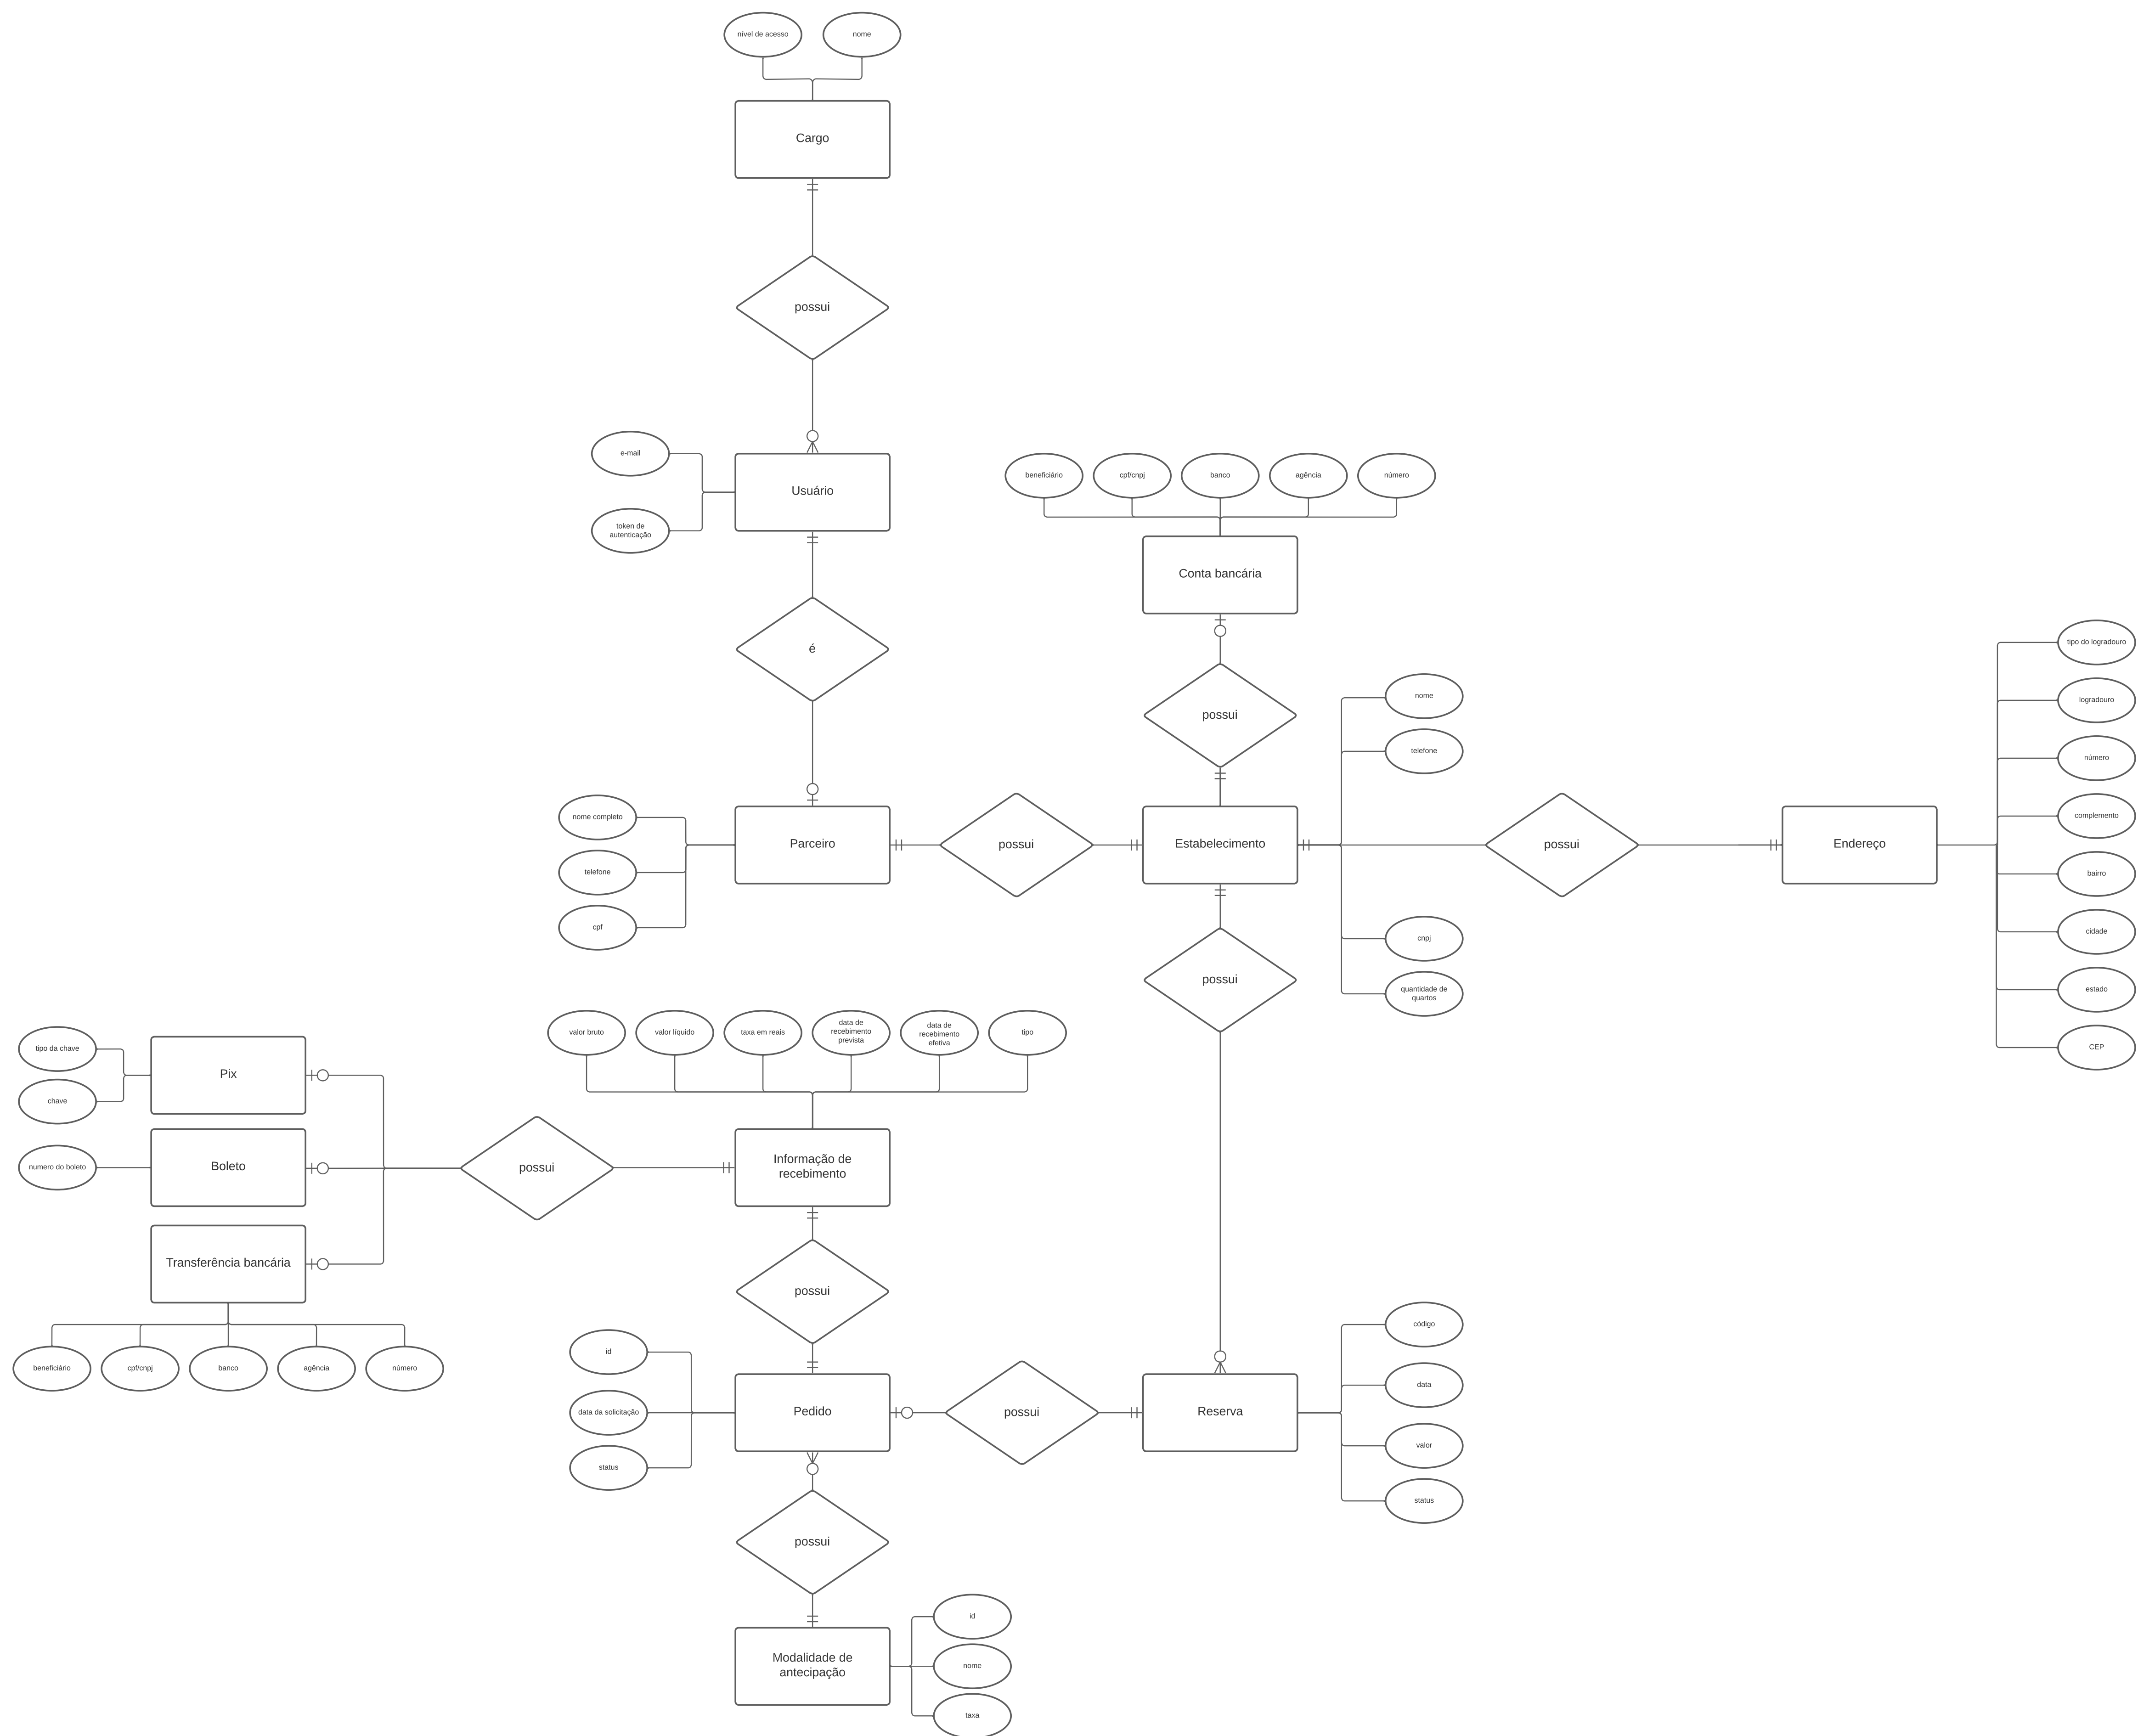 nível de acesso
nome
Cargo
possui
e-mail
Usuário
token de
autenticação
beneficiário
cpf/cnpj
banco
agência
número
Conta bancária
é
possui
nome
telefone
tipo do logradouro
logradouro
número
complemento
bairro
cidade
estado
CEP
nome completo
telefone
cpf
Parceiro
possui
Estabelecimento
possui
Endereço
cnpj
quantidade de
quartos
possui
valor bruto
valor líquido
taxa em reais
data de
recebimento
prevista
data de
recebimento
efetiva
tipo
tipo da chave
chave
Pix
numero do boleto
Boleto
possui
Informação de
recebimento
Transferência bancária
beneficiário
cpf/cnpj
banco
agência
número
possui
id
data da solicitação
status
Pedido
possui
Reserva
código
data
valor
status
possui
Modalidade de
antecipação
id
nome
taxa